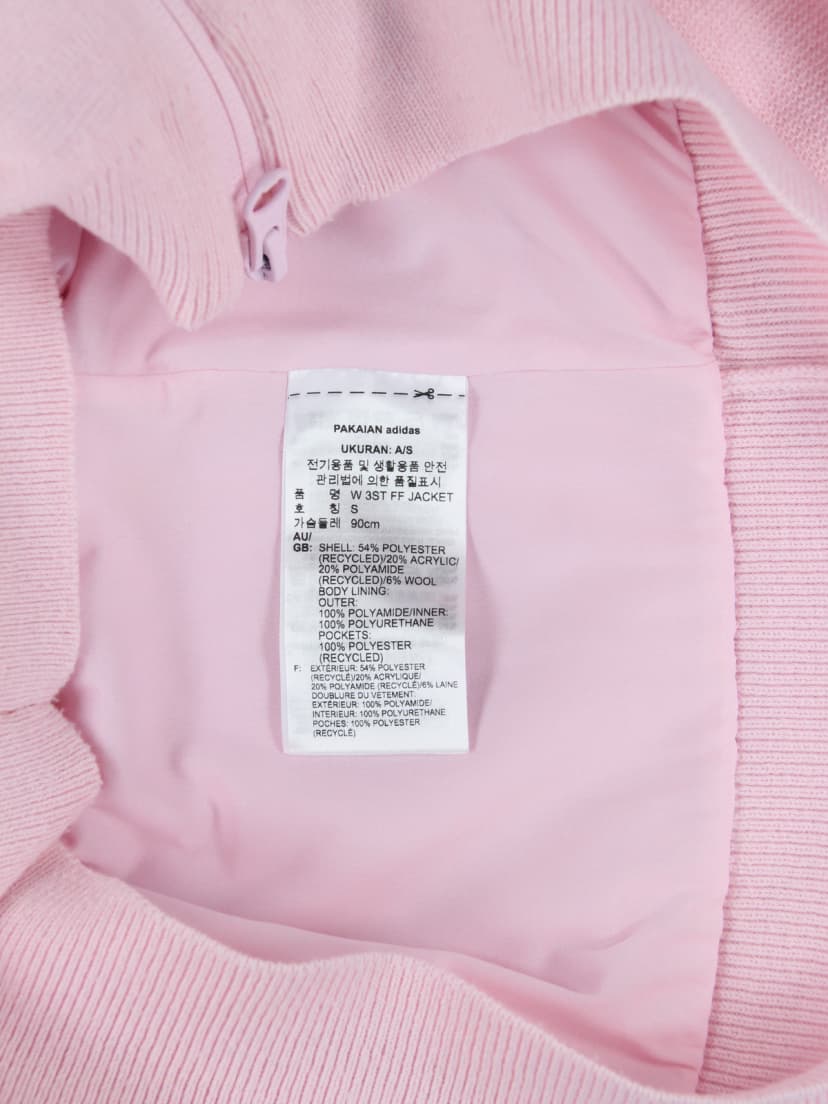 PAKAIAN adidas
UKURAN: A/S
전기용품 및 생활용품 안전
관리법에 의한 품질표시
품 명 W 3ST FF JACKET
호 칭 S
가슴둘레 90cm
AU/
GB: SHELL: 54% POLYESTER
(RECYCLED)/20% ACRYLIC/
20% POLYAMIDE
(RECYCLED)/6% WOOL
BODY LINING:
OUTER:
100% POLYAMIDE/INNER:
100% POLYURETHANE
POCKETS:
100% POLYESTER
(RECYCLED)
F: EXTÉRIEUR: 54% POLYESTER
(RECYCLÉ)/20% ACRYLIQUE/
20% POLYAMIDE (RECYCLÉ)/6% LAINE
DOUBLURE DU VÊTEMENT:
EXTÉRIEUR: 100% POLYAMIDE/
INTERIEUR: 100% POLYURETHANE
POCHES: 100% POLYESTER
(RECYCLÉ)